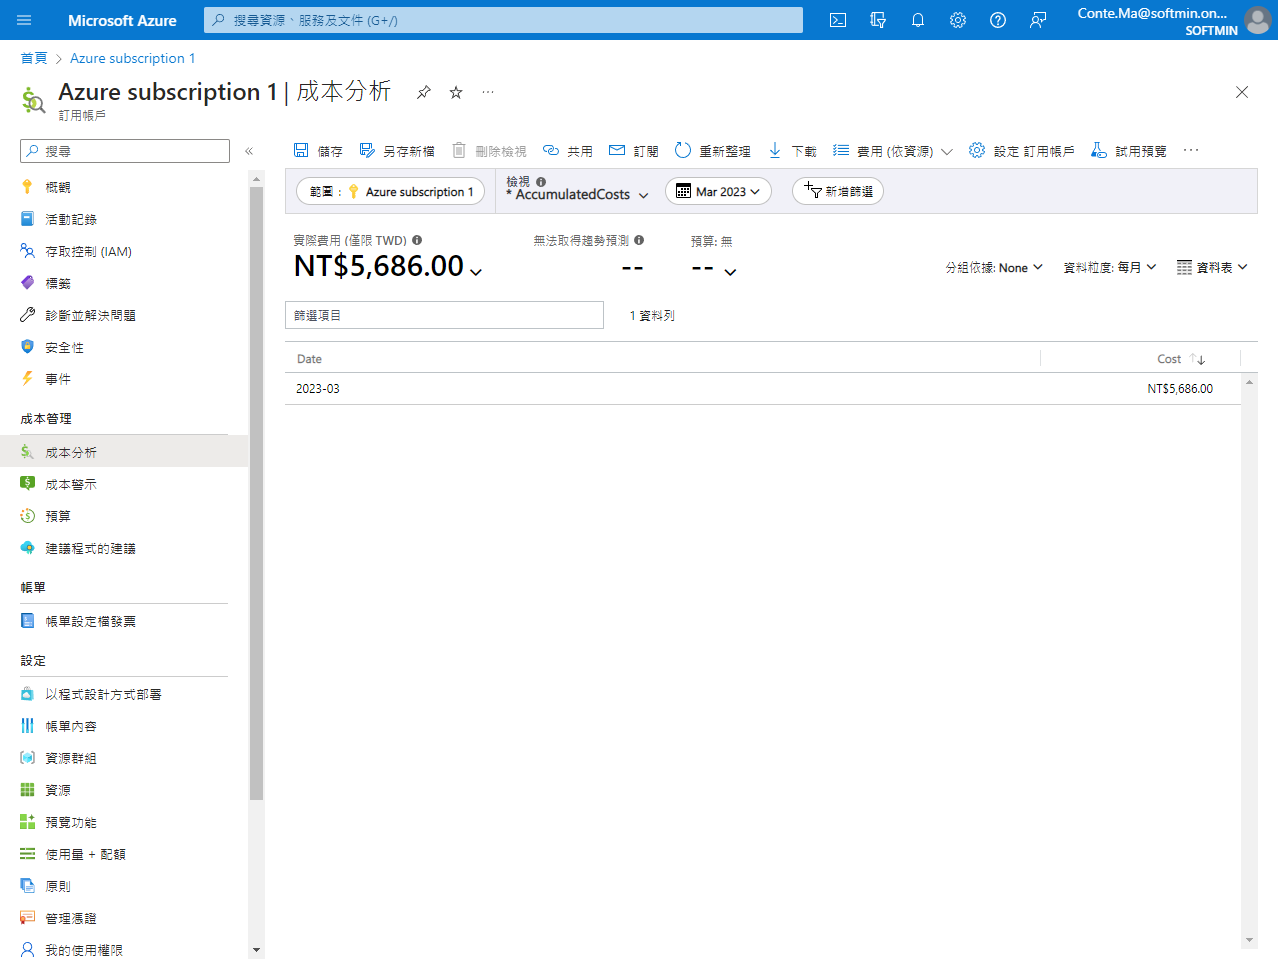 Microsoft Azure
搜尋資源、服務及文件 (G+/)
Conte.Ma@softmin.on...
SOFTMIN
首頁 > Azure subscription 1
Azure subscription 1 | 成本分析
訂用帳戶
搜尋
概觀
活動記錄
存取控制 (IAM)
標籤
診斷並解決問題
安全性
事件
成本管理
成本分析
成本警示
預算
建議程式的建議
帳單
帳單設定檔發票
設定
以程式設計方式部署
帳單內容
資源群組
資源
預覽功能
使用量 + 配額
原則
管理憑證
我的使用權限
儲存 另存新檔 刪除檢視 共用 訂閱 重新整理 下載 費用 (依資源) 設定 訂用帳戶 試用預覽 ...
範圍 : Azure subscription 1
檢視
* AccumulatedCosts
Mar 2023
新增篩選
實際費用 (僅限 TWD)
NT$5,686.00
無法取得趨勢預測
--
預算: 無
--
分組依據: None 資料粒度: 每月 資料表
篩選項目
1 資料列
Date Cost
2023-03 NT$5,686.00